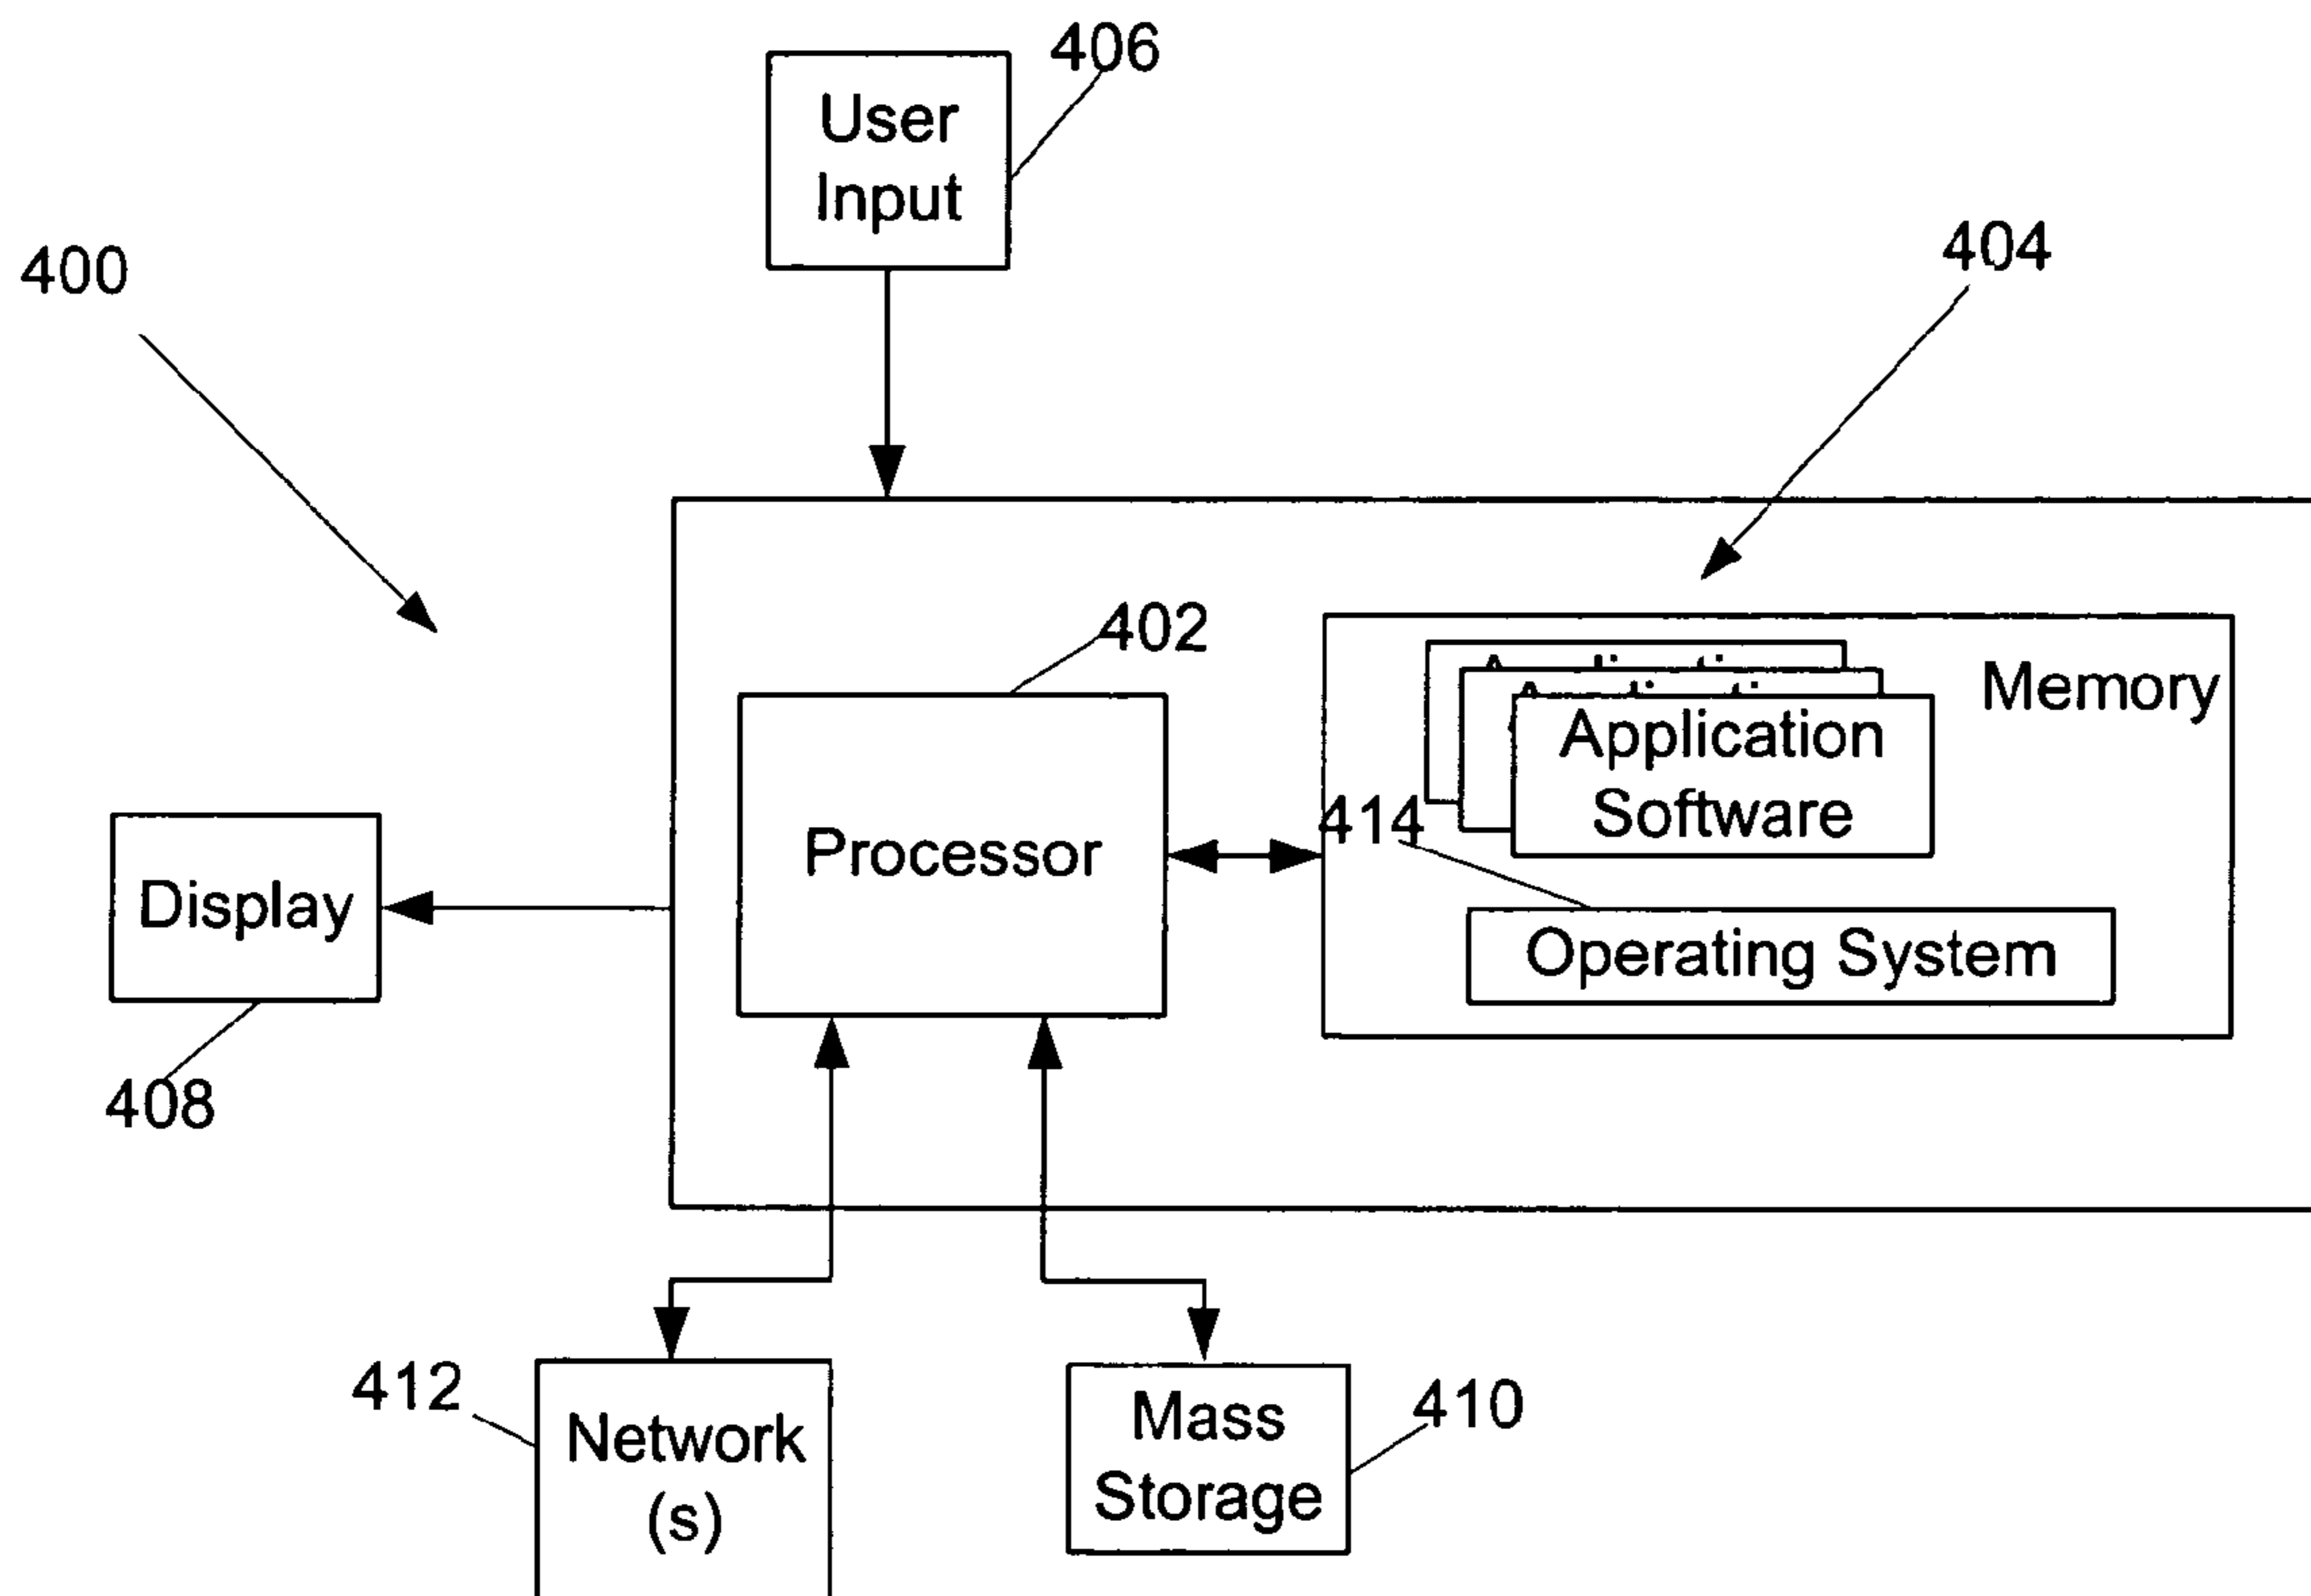 406
User
Input
400
404
402
Memory
Application
Software
414
Processor
Display
Operating System
408
412
Network
(s)
Mass
Storage
410